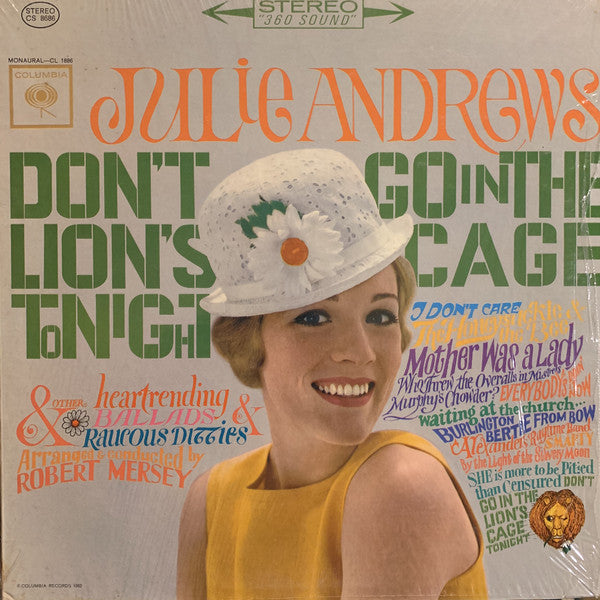 STEREO
CS 8686
STEREO
"360 SOUND"
MONAURAL—CL 1886
COLUMBIA
JULIE ANDREWS
DON'T GO IN THE
LION'S CAGE
TONIGHT
& OTHER heartrending
BALLADS &
RAUCOUS DITTIES
Arranged & conducted by
ROBERT MERSEY
I DON'T CARE
Mother Was a Lady
Who Threw the Overalls in Mistress
Murphy's Chowder?
EVERYBODY'S DOIN' IT NOW
waiting at the church...
BURLINGTON BERTIE FROM BOW
Alexander's Ragtime Band
SMARTY
By the Light of the Silvery Moon
SHE is more to be Pitied
than Censured DON'T
GO IN THE
LION'S
CAGE
TONIGHT
© COLUMBIA RECORDS 1962